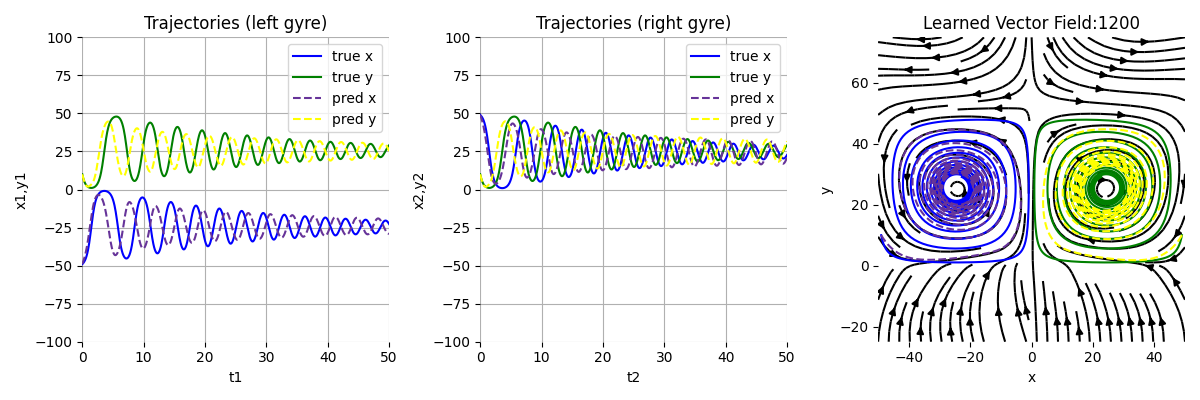 Trajectories (left gyre)
100
75
50
25
0
−25
−50
−75
−100
x1,y1
0
10
20
30
40
50
t1
true x
true y
pred x
pred y
Trajectories (right gyre)
100
75
50
25
0
−25
−50
−75
−100
x2,y2
0
10
20
30
40
50
t2
true x
true y
pred x
pred y
Learned Vector Field:1200
60
40
20
0
−20
y
−40
−20
0
20
40
x